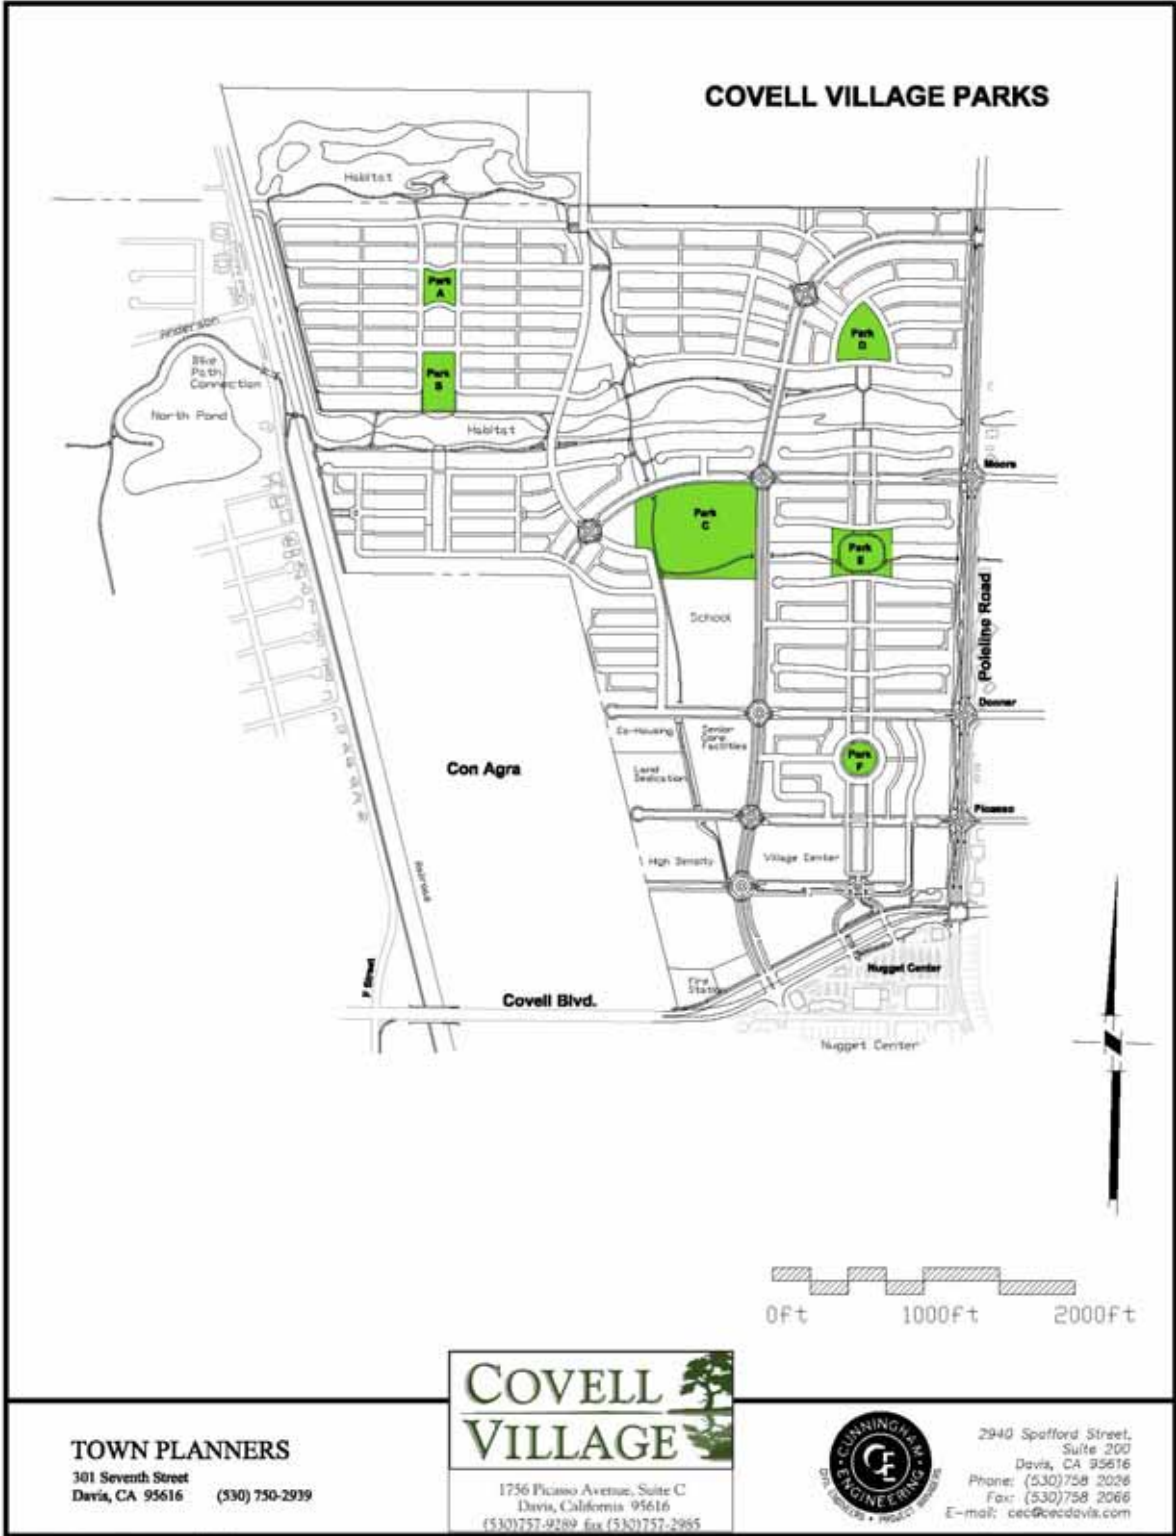 COVELL VILLAGE PARKS
Habitat
Park
A
Park
D
Anderson
Bike
Path
Connection
Park
B
North Pond
Habitat
Moore
Park
C
Park
E
Poleline Road
School
Donner
Co-Housing
Senior
Care
Facilities
Park
F
Con Agra
Land
Dedication
Picasso
High Density
Village Center
Railroad
F Street
Nugget Center
Fire
Station
Covell Blvd.
Nugget Center
0ft 1000ft 2000ft
COVELL
VILLAGE
TOWN PLANNERS
301 Seventh Street
Davis, CA 95616 (530) 750-2939
1756 Picasso Avenue, Suite C
Davis, California 95616
(530)757-9289 fax (530)757-2985
CUNNINGHAM
CE
ENGINEERING
CIVIL ENGINEERS • PROJECT MANAGERS
2940 Spafford Street,
Suite 200
Davis, CA 95616
Phone: (530)758 2026
Fax: (530)758 2066
E-mail: cec@cecdavis.com